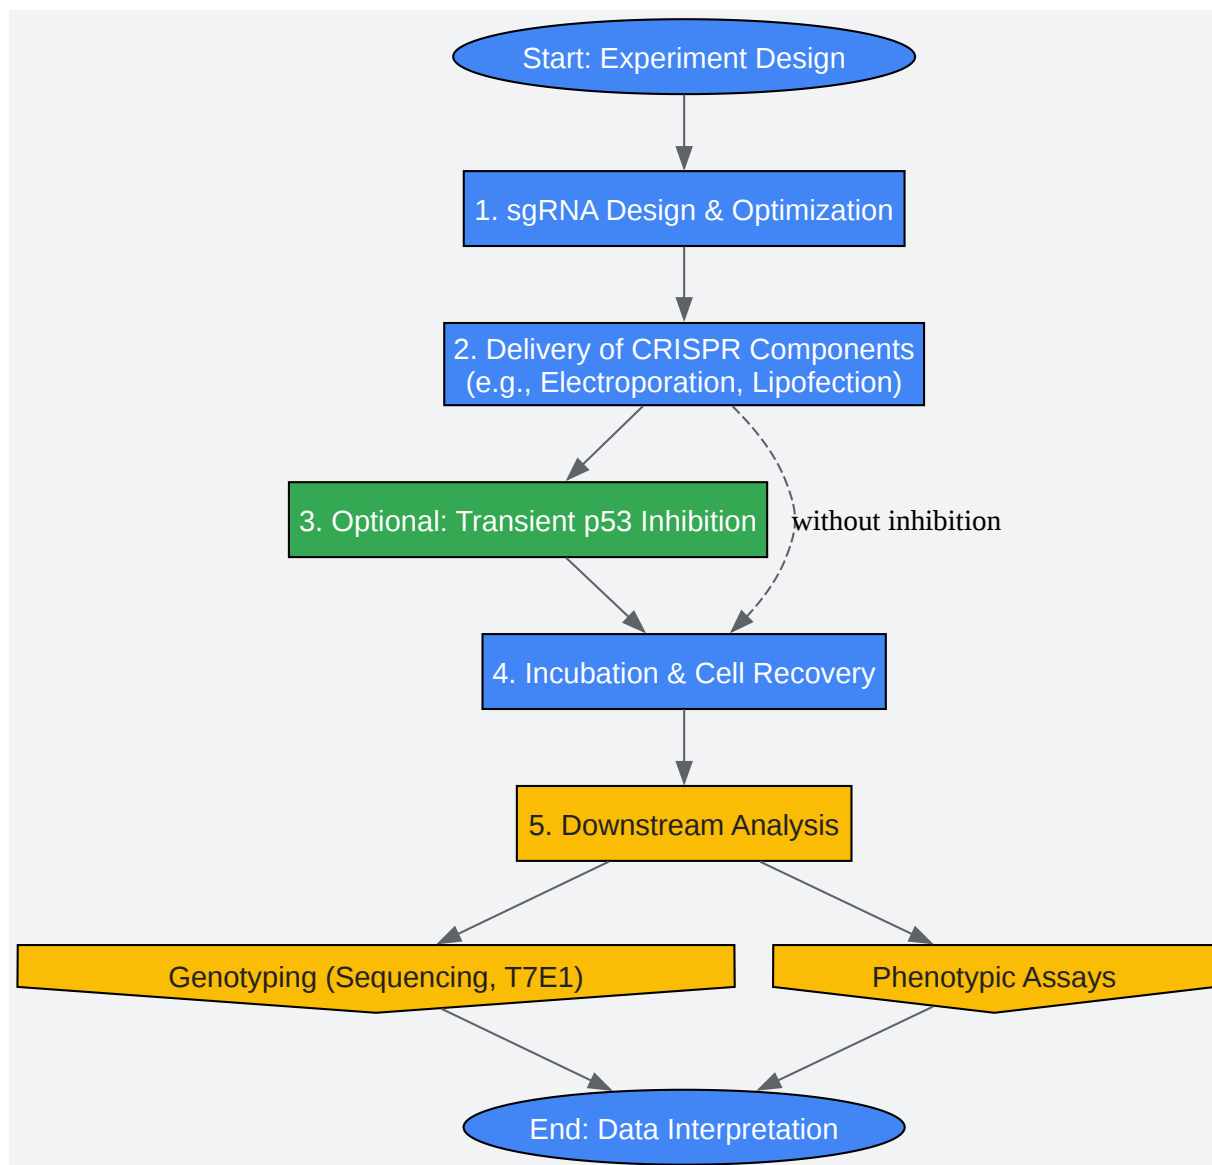 Start: Experiment Design
1. sgRNA Design & Optimization
2. Delivery of CRISPR Components
(e.g., Electroporation, Lipofection)
3. Optional: Transient p53 Inhibition
without inhibition
4. Incubation & Cell Recovery
5. Downstream Analysis
Genotyping (Sequencing, T7E1)
Phenotypic Assays
End: Data Interpretation